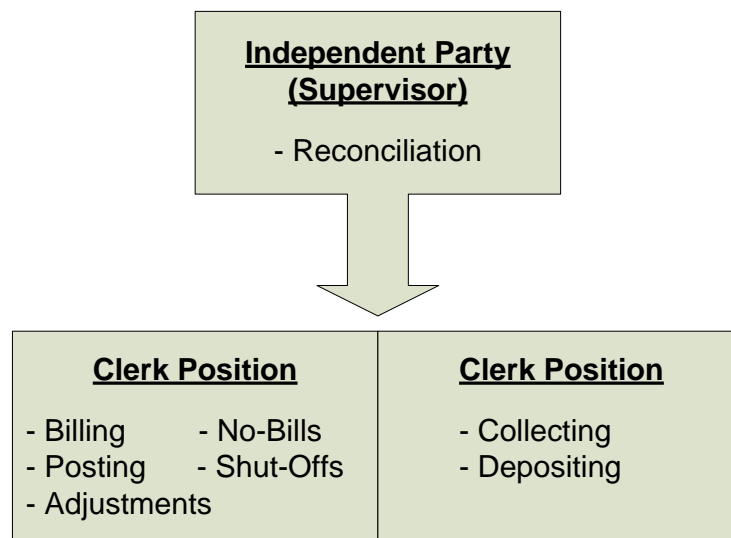 Independent Party
(Supervisor)
- Reconciliation
Clerk Position
- Billing - No-Bills
- Posting - Shut-Offs
- Adjustments
Clerk Position
- Collecting
- Depositing